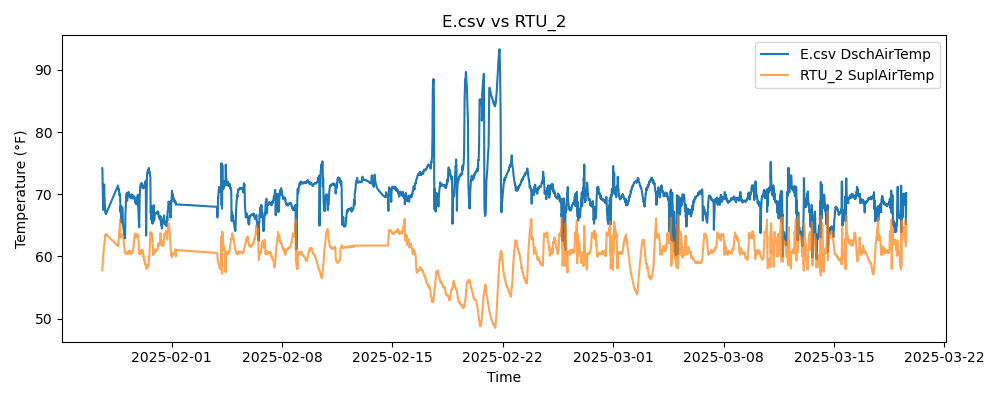 E.csv vs RTU_2
E.csv DschAirTemp
RTU_2 SuplAirTemp
Temperature (°F)
90
80
70
60
50
2025-02-01 2025-02-08 2025-02-15 2025-02-22 2025-03-01 2025-03-08 2025-03-15 2025-03-22
Time